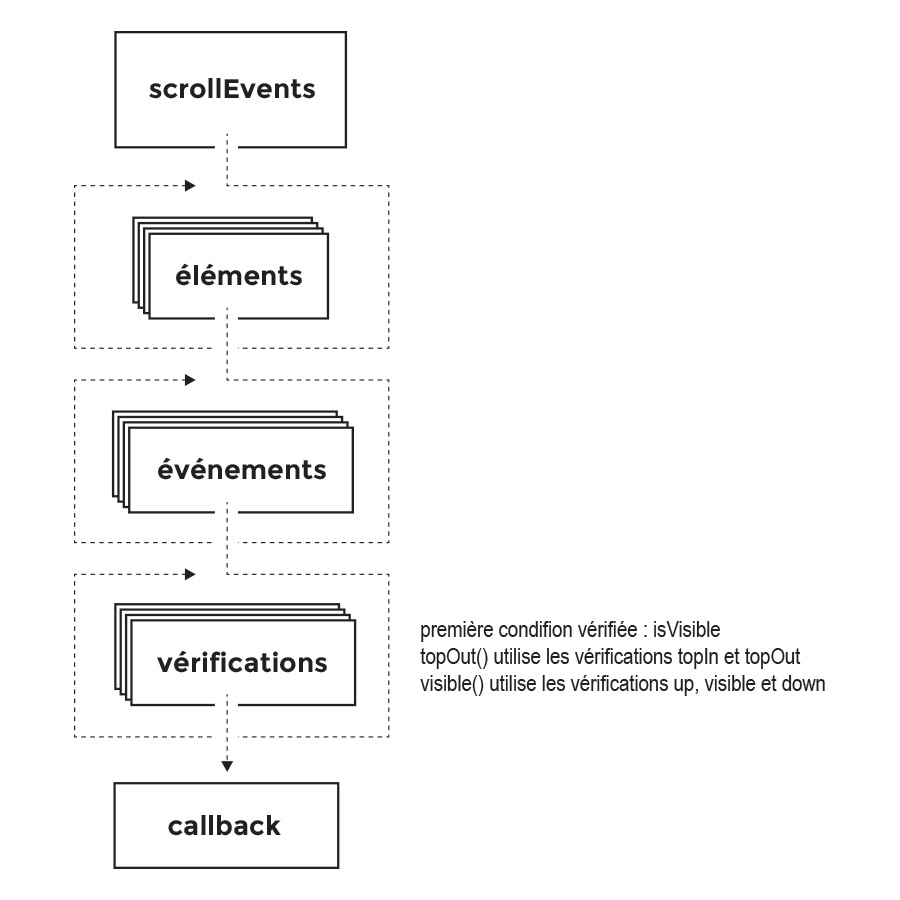 scrollEvents
éléments
événements
vérifications
première condifion vérifiée : isVisible
topOut() utilise les vérifications topIn et topOut
visible() utilise les vérifications up, visible et down
callback